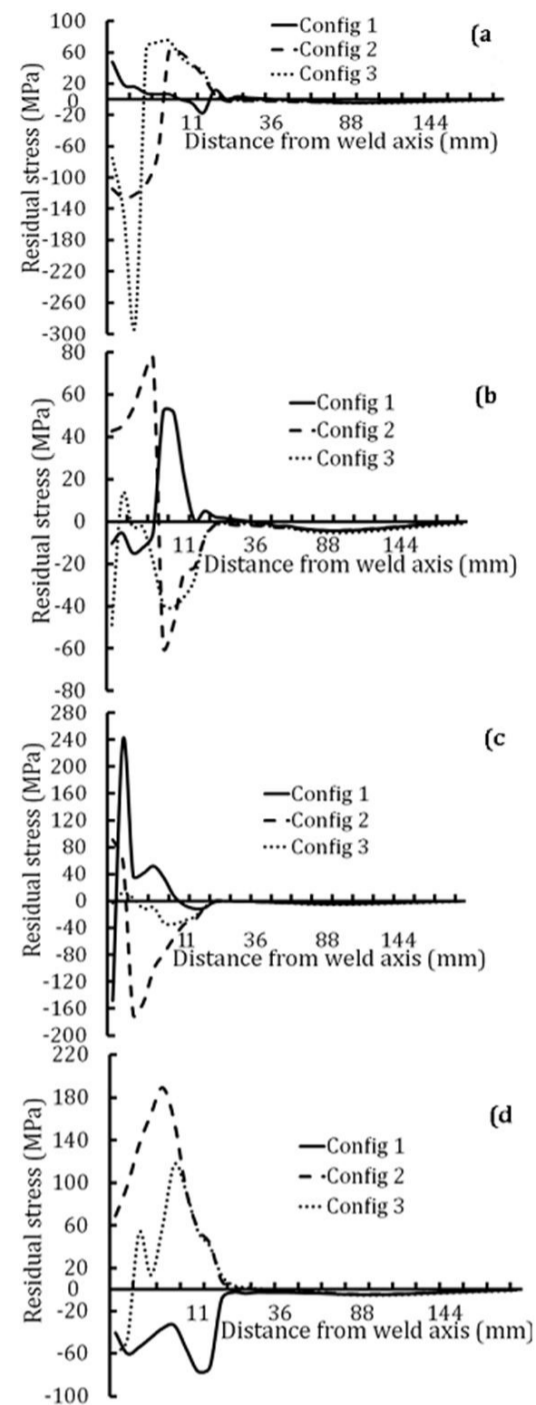 100
60
20
0
-20
-60
-100
-140
-180
-220
-260
-300
Residual stress (MPa)
Config 1
Config 2
Config 3
(a
11 36 88 144
Distance from weld axis (mm)
80
60
40
20
0
-20
-40
-60
-80
Residual stress (MPa)
Config 1
Config 2
Config 3
(b
11 36 88 144
Distance from weld axis (mm)
280
240
200
160
120
80
40
0
-40
-80
-120
-160
-200
Residual stress (MPa)
Config 1
Config 2
Config 3
(c
11 36 88 144
Distance from weld axis (mm)
220
180
140
100
60
20
0
-20
-60
-100
Residual stress (MPa)
Config 1
Config 2
Config 3
(d
11 36 88 144
Distance from weld axis (mm)